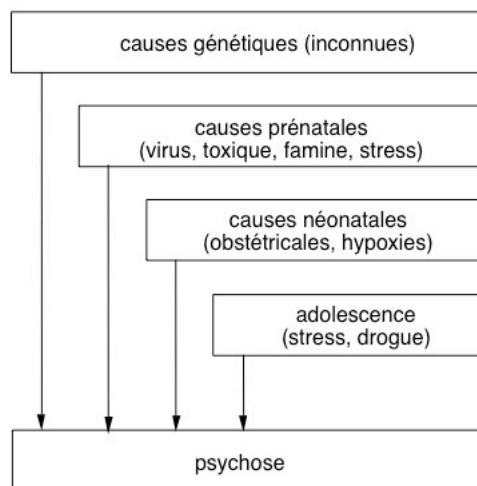 causes génétiques (inconnues)
causes prénatales
(virus, toxique, famine, stress)
causes néonatales
(obstétricales, hypoxies)
adolescence
(stress, drogue)
psychose